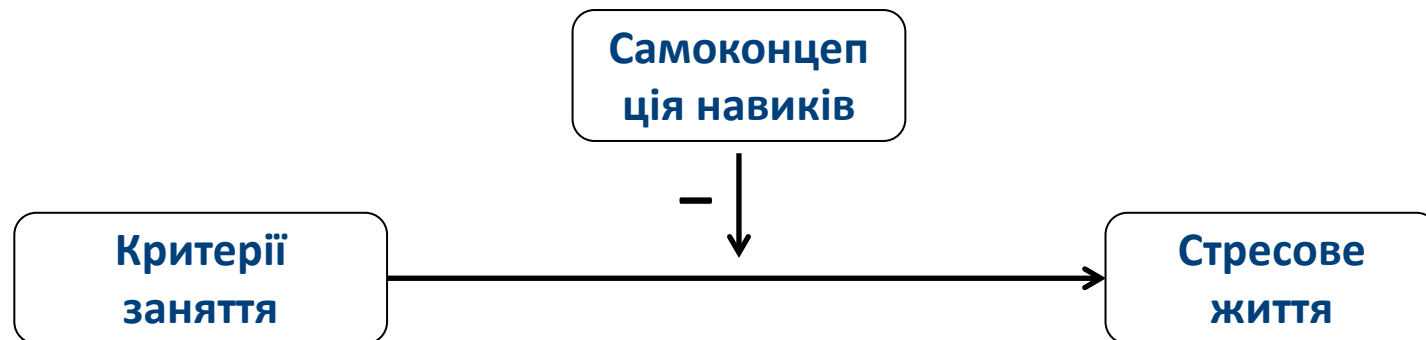 Самоконцеп
ція навиків
–
Критерії
заняття
Стресове
життя